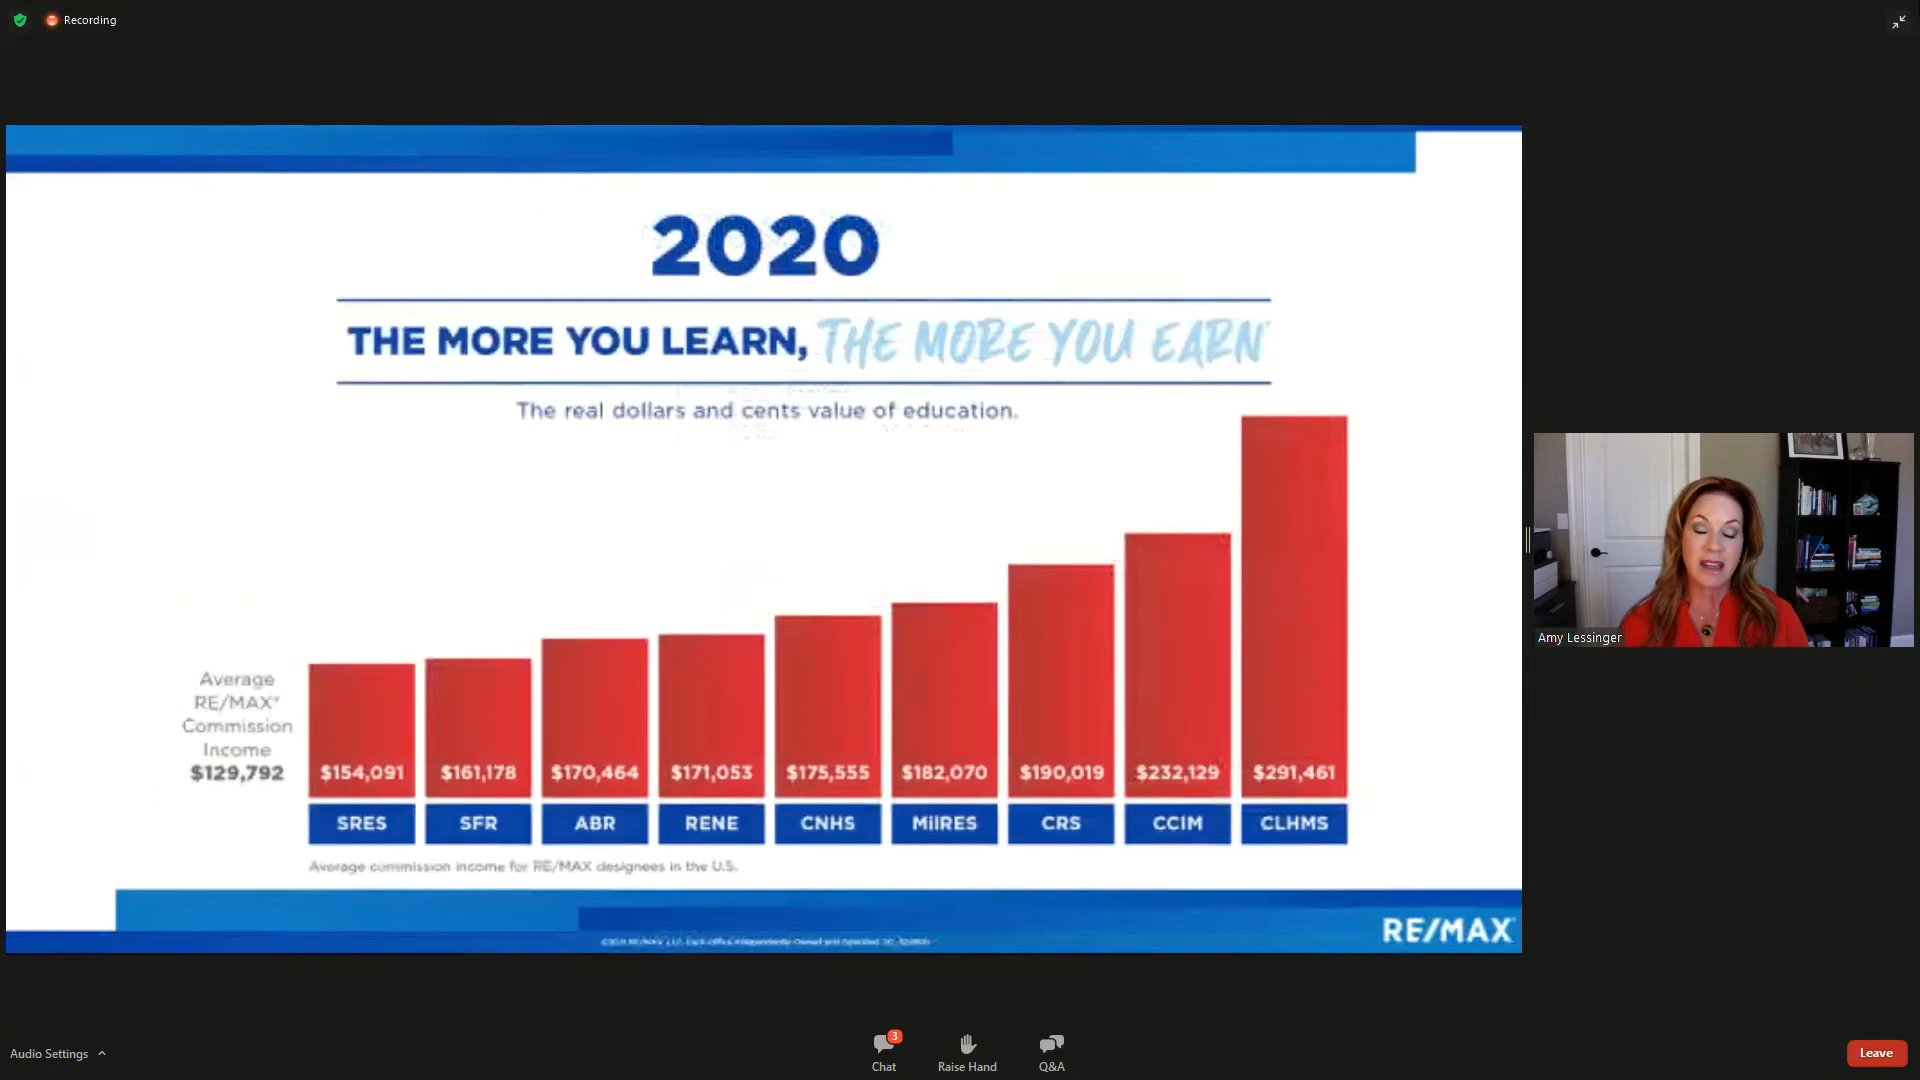 Recording
2020
THE MORE YOU LEARN, THE MORE YOU EARN
The real dollars and cents value of education.
Average
RE/MAX®
Commission
Income
$129,792
$154,091 $161,178 $170,464 $171,053 $175,555 $182,070 $190,019 $232,129 $291,461
SRES SFR ABR RENE CNHS MilRES CRS CCIM CLHMS
Average commission income for RE/MAX designees in the U.S.
RE/MAX
Amy Lessinger
Audio Settings
3
Chat Raise Hand Q&A
Leave